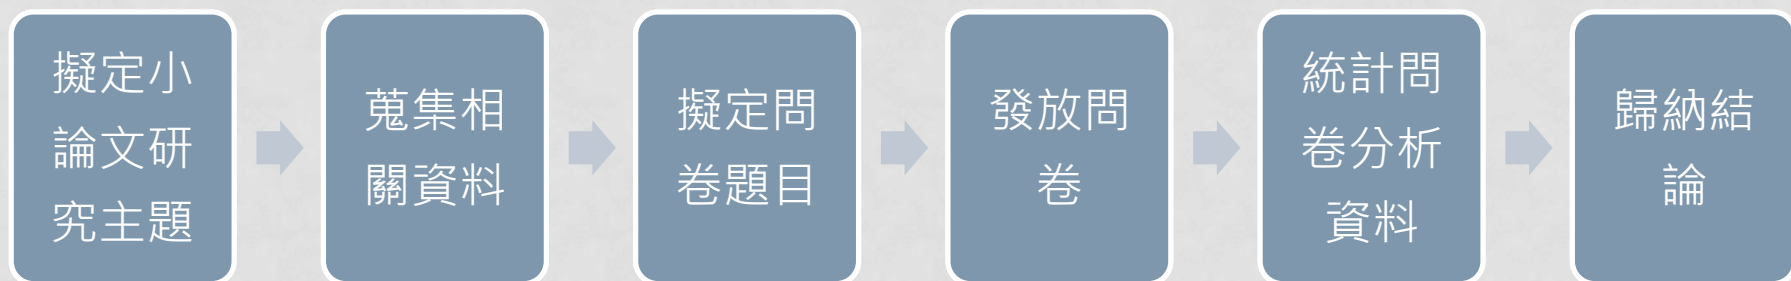 擬定小
論文研
究主題
蒐集相
關資料
擬定問
卷題目
發放問
卷
統計問
卷分析
資料
歸納結
論